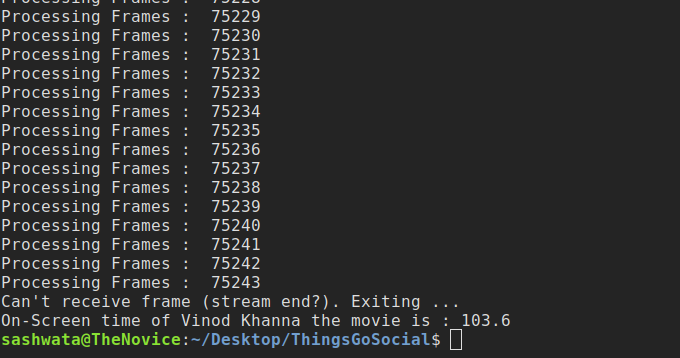 Processing Frames :  75228
Processing Frames :  75229
Processing Frames :  75230
Processing Frames :  75231
Processing Frames :  75232
Processing Frames :  75233
Processing Frames :  75234
Processing Frames :  75235
Processing Frames :  75236
Processing Frames :  75237
Processing Frames :  75238
Processing Frames :  75239
Processing Frames :  75240
Processing Frames :  75241
Processing Frames :  75242
Processing Frames :  75243
Can't receive frame (stream end?). Exiting ...
On-Screen time of Vinod Khanna the movie is : 103.6
sashwata@TheNovice:~/Desktop/ThingsGoSocial$